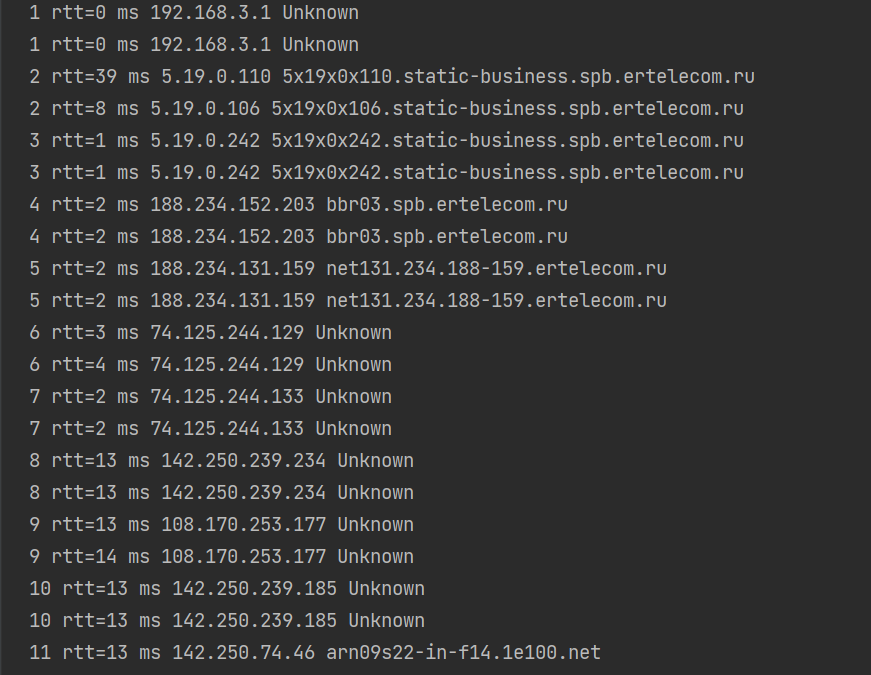 1 rtt=0 ms 192.168.3.1 Unknown
1 rtt=0 ms 192.168.3.1 Unknown
2 rtt=39 ms 5.19.0.110 5x19x0x110.static-business.spb.ertelecom.ru
2 rtt=8 ms 5.19.0.106 5x19x0x106.static-business.spb.ertelecom.ru
3 rtt=1 ms 5.19.0.242 5x19x0x242.static-business.spb.ertelecom.ru
3 rtt=1 ms 5.19.0.242 5x19x0x242.static-business.spb.ertelecom.ru
4 rtt=2 ms 188.234.152.203 bbr03.spb.ertelecom.ru
4 rtt=2 ms 188.234.152.203 bbr03.spb.ertelecom.ru
5 rtt=2 ms 188.234.131.159 net131.234.188-159.ertelecom.ru
5 rtt=2 ms 188.234.131.159 net131.234.188-159.ertelecom.ru
6 rtt=3 ms 74.125.244.129 Unknown
6 rtt=4 ms 74.125.244.129 Unknown
7 rtt=2 ms 74.125.244.133 Unknown
7 rtt=2 ms 74.125.244.133 Unknown
8 rtt=13 ms 142.250.239.234 Unknown
8 rtt=13 ms 142.250.239.234 Unknown
9 rtt=13 ms 108.170.253.177 Unknown
9 rtt=14 ms 108.170.253.177 Unknown
10 rtt=13 ms 142.250.239.185 Unknown
10 rtt=13 ms 142.250.239.185 Unknown
11 rtt=13 ms 142.250.74.46 arn09s22-in-f14.1e100.net